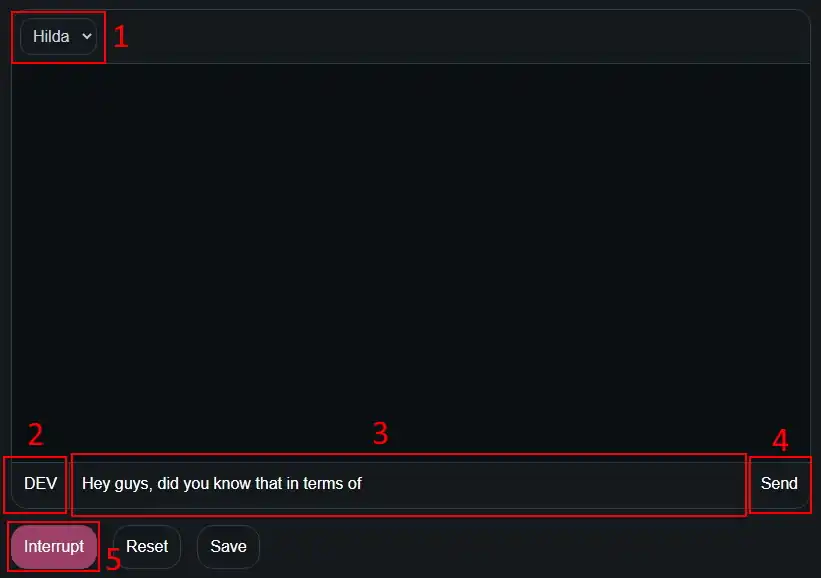 Hilda 1
2 3 4
DEV Hey guys, did you know that in terms of Send
Interrupt 5 Reset Save